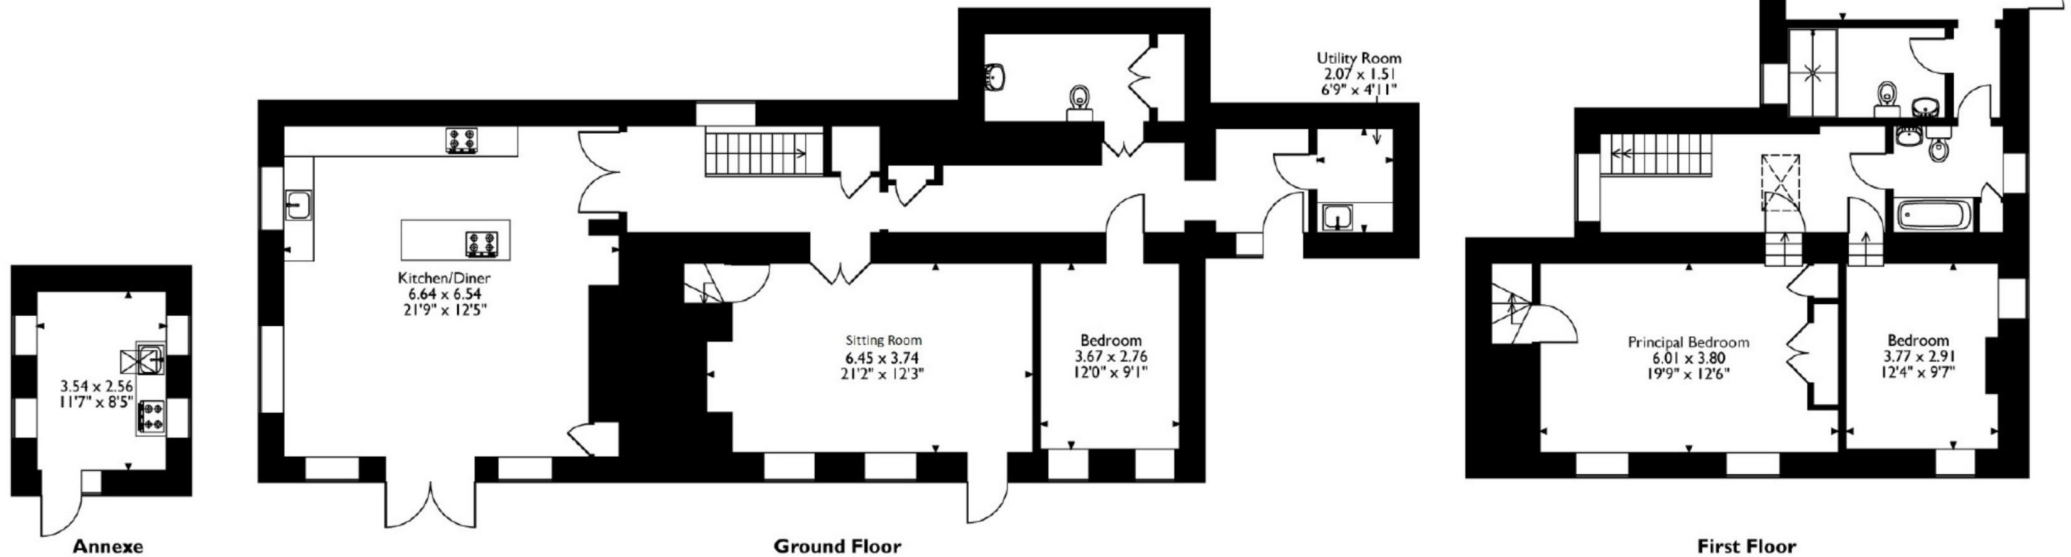 Utility Room
2.07 x 1.51
6'9" x 4'11"
Kitchen/Diner
6.64 x 6.54
21'9" x 12'5"
Sitting Room
6.45 x 3.74
21'2" x 12'3"
Bedroom
3.67 x 2.76
12'0" x 9'1"
Principal Bedroom
6.01 x 3.80
19'9" x 12'6"
Bedroom
3.77 x 2.91
12'4" x 9'7"
3.54 x 2.56
11'7" x 8'5"
Annexe
Ground Floor
First Floor